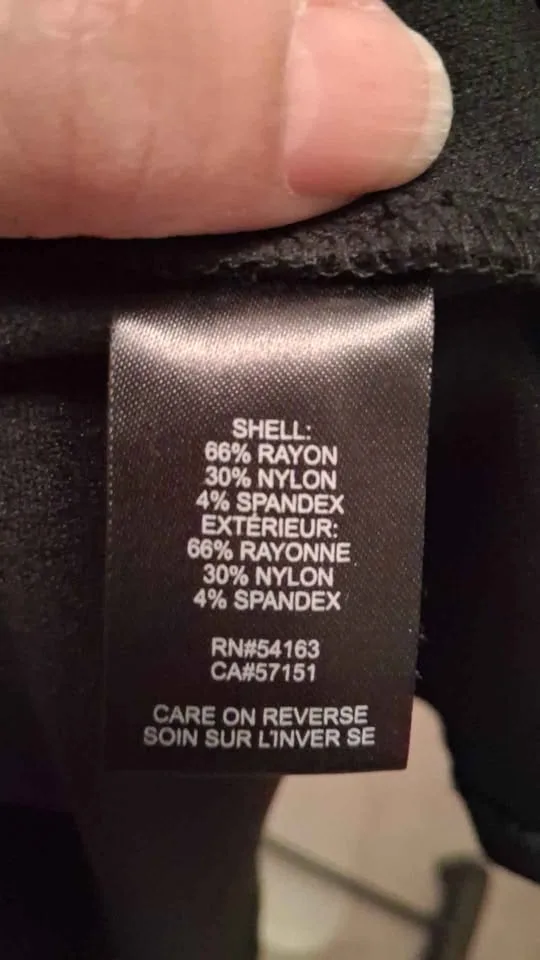 SHELL:
66% RAYON
30% NYLON
4% SPANDEX
EXTÉRIEUR:
66% RAYONNE
30% NYLON
4% SPANDEX
RN#54163
CA#57151
CARE ON REVERSE
SOIN SUR L'INVER SE